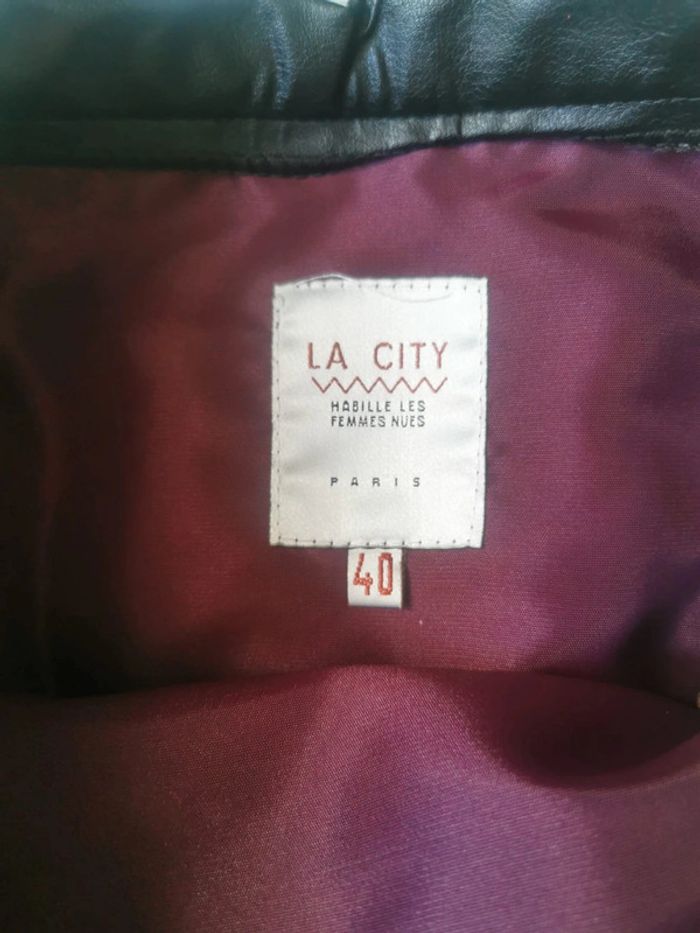 LA CITY
HABILLE LES
FEMMES NUES
PARIS
40